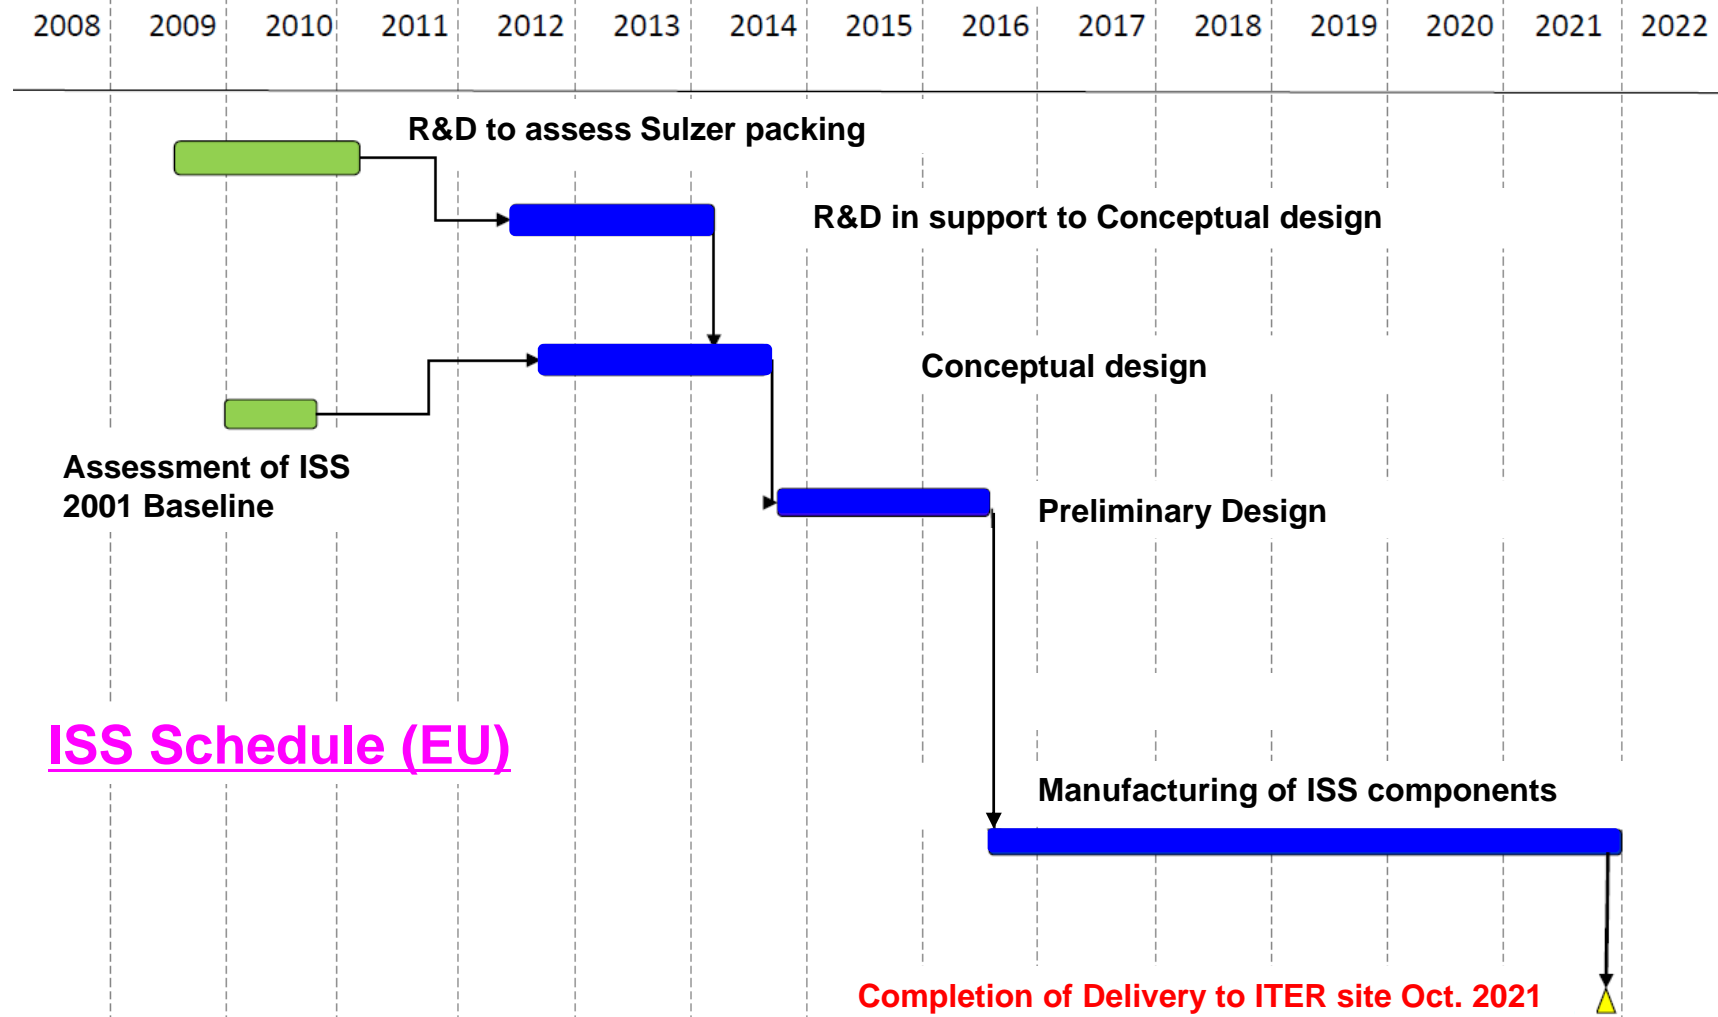 2008 2009 2010 2011 2012 2013 2014 2015 2016 2017 2018 2019 2020 2021 2022
R&D to assess Sulzer packing
R&D in support to Conceptual design
Conceptual design
Assessment of ISS
2001 Baseline
Preliminary Design
ISS Schedule (EU)
Manufacturing of ISS components
Completion of Delivery to ITER site Oct. 2021